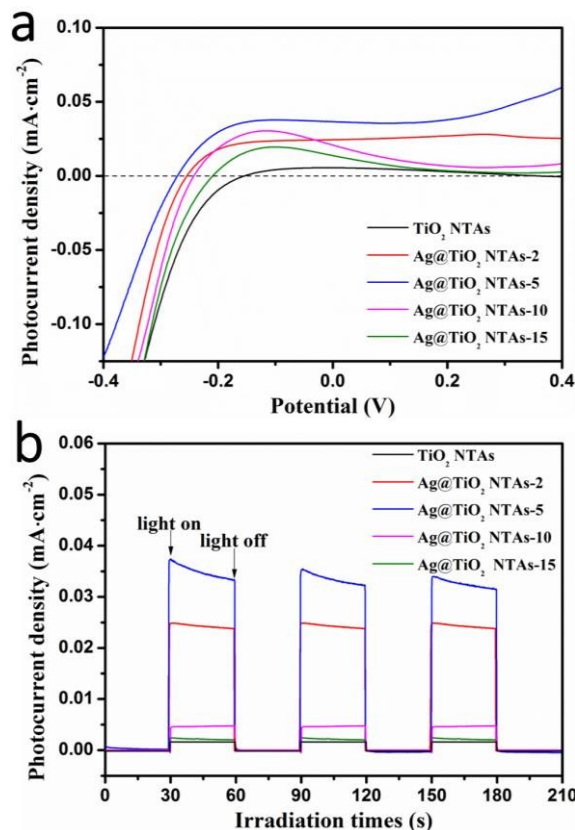 a
Photocurrent density (mA·cm⁻²)
0.10
0.05
0.00
-0.05
-0.10
TiO₂ NTAs
Ag@TiO₂ NTAs-2
Ag@TiO₂ NTAs-5
Ag@TiO₂ NTAs-10
Ag@TiO₂ NTAs-15
-0.4 -0.2 0.0 0.2 0.4
Potential (V)
b
Photocurrent density (mA·cm⁻²)
0.06
0.05
0.04
0.03
0.02
0.01
0.00
TiO₂ NTAs
Ag@TiO₂ NTAs-2
Ag@TiO₂ NTAs-5
Ag@TiO₂ NTAs-10
Ag@TiO₂ NTAs-15
light on
light off
0 30 60 90 120 150 180 210
Irradiation times (s)